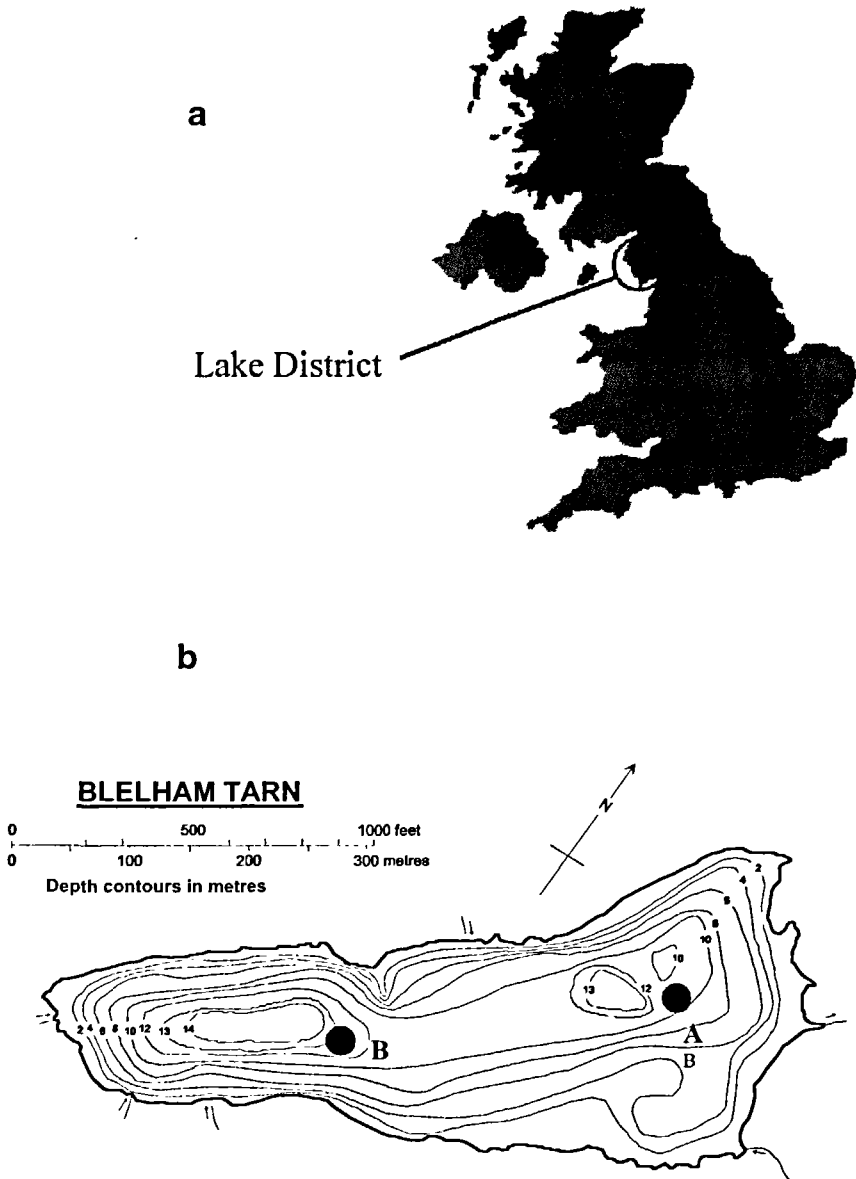 a
Lake District
b
BLELHAM TARN
0 500 1000 feet
0 100 200 300 metres
Depth contours in metres
N
2 4 6 8 10 12 13 14
B
2
4
6
8
10
10
13 12
A
B